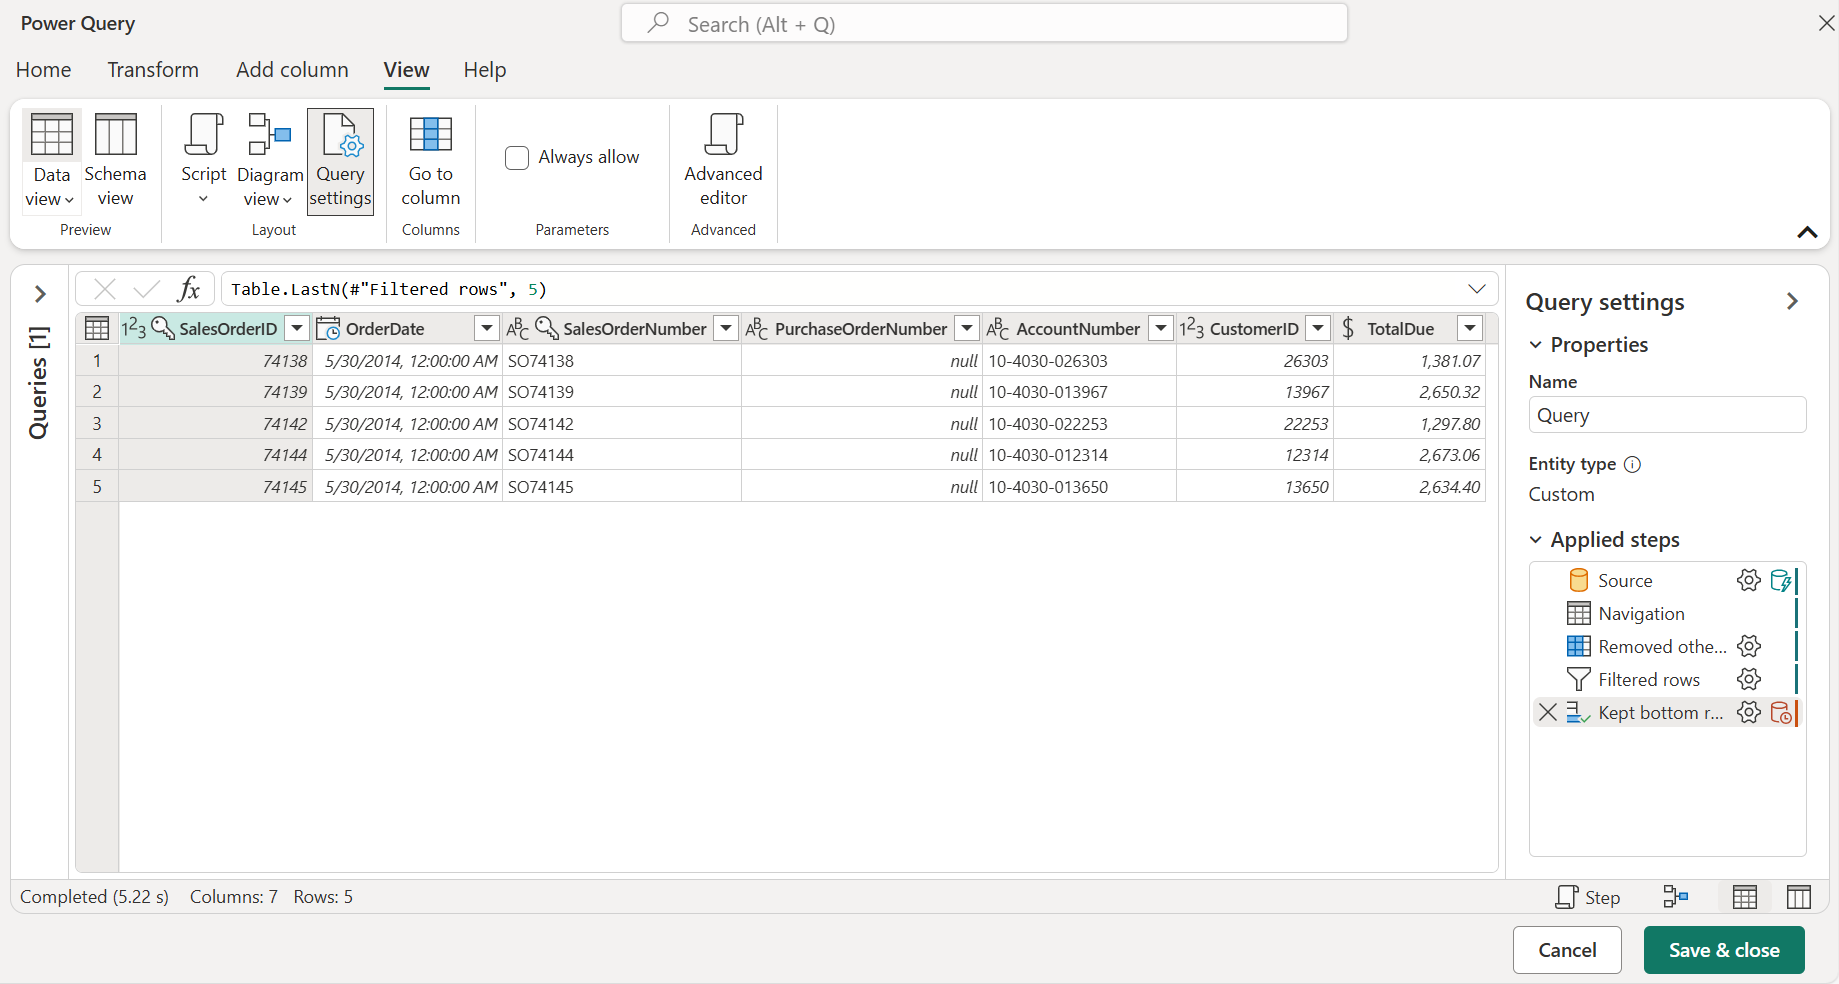 Power Query
Search (Alt + Q)
Home Transform Add column View Help
Data view
Schema view
Preview
Script
Diagram view
Query settings
Layout
Go to column
Columns
Always allow
Parameters
Advanced editor
Advanced
Queries [1]
fx Table.LastN(#"Filtered rows", 5)
123 SalesOrderID OrderDate ABC SalesOrderNumber ABC PurchaseOrderNumber ABC AccountNumber 123 CustomerID $ TotalDue
1 74138 5/30/2014, 12:00:00 AM SO74138 null 10-4030-026303 26303 1,381.07
2 74139 5/30/2014, 12:00:00 AM SO74139 null 10-4030-013967 13967 2,650.32
3 74142 5/30/2014, 12:00:00 AM SO74142 null 10-4030-022253 22253 1,297.80
4 74144 5/30/2014, 12:00:00 AM SO74144 null 10-4030-012314 12314 2,673.06
5 74145 5/30/2014, 12:00:00 AM SO74145 null 10-4030-013650 13650 2,634.40
Query settings
Properties
Name
Query
Entity type
Custom
Applied steps
Source
Navigation
Removed othe...
Filtered rows
Kept bottom r...
Completed (5.22 s) Columns: 7 Rows: 5
Step
Cancel
Save & close